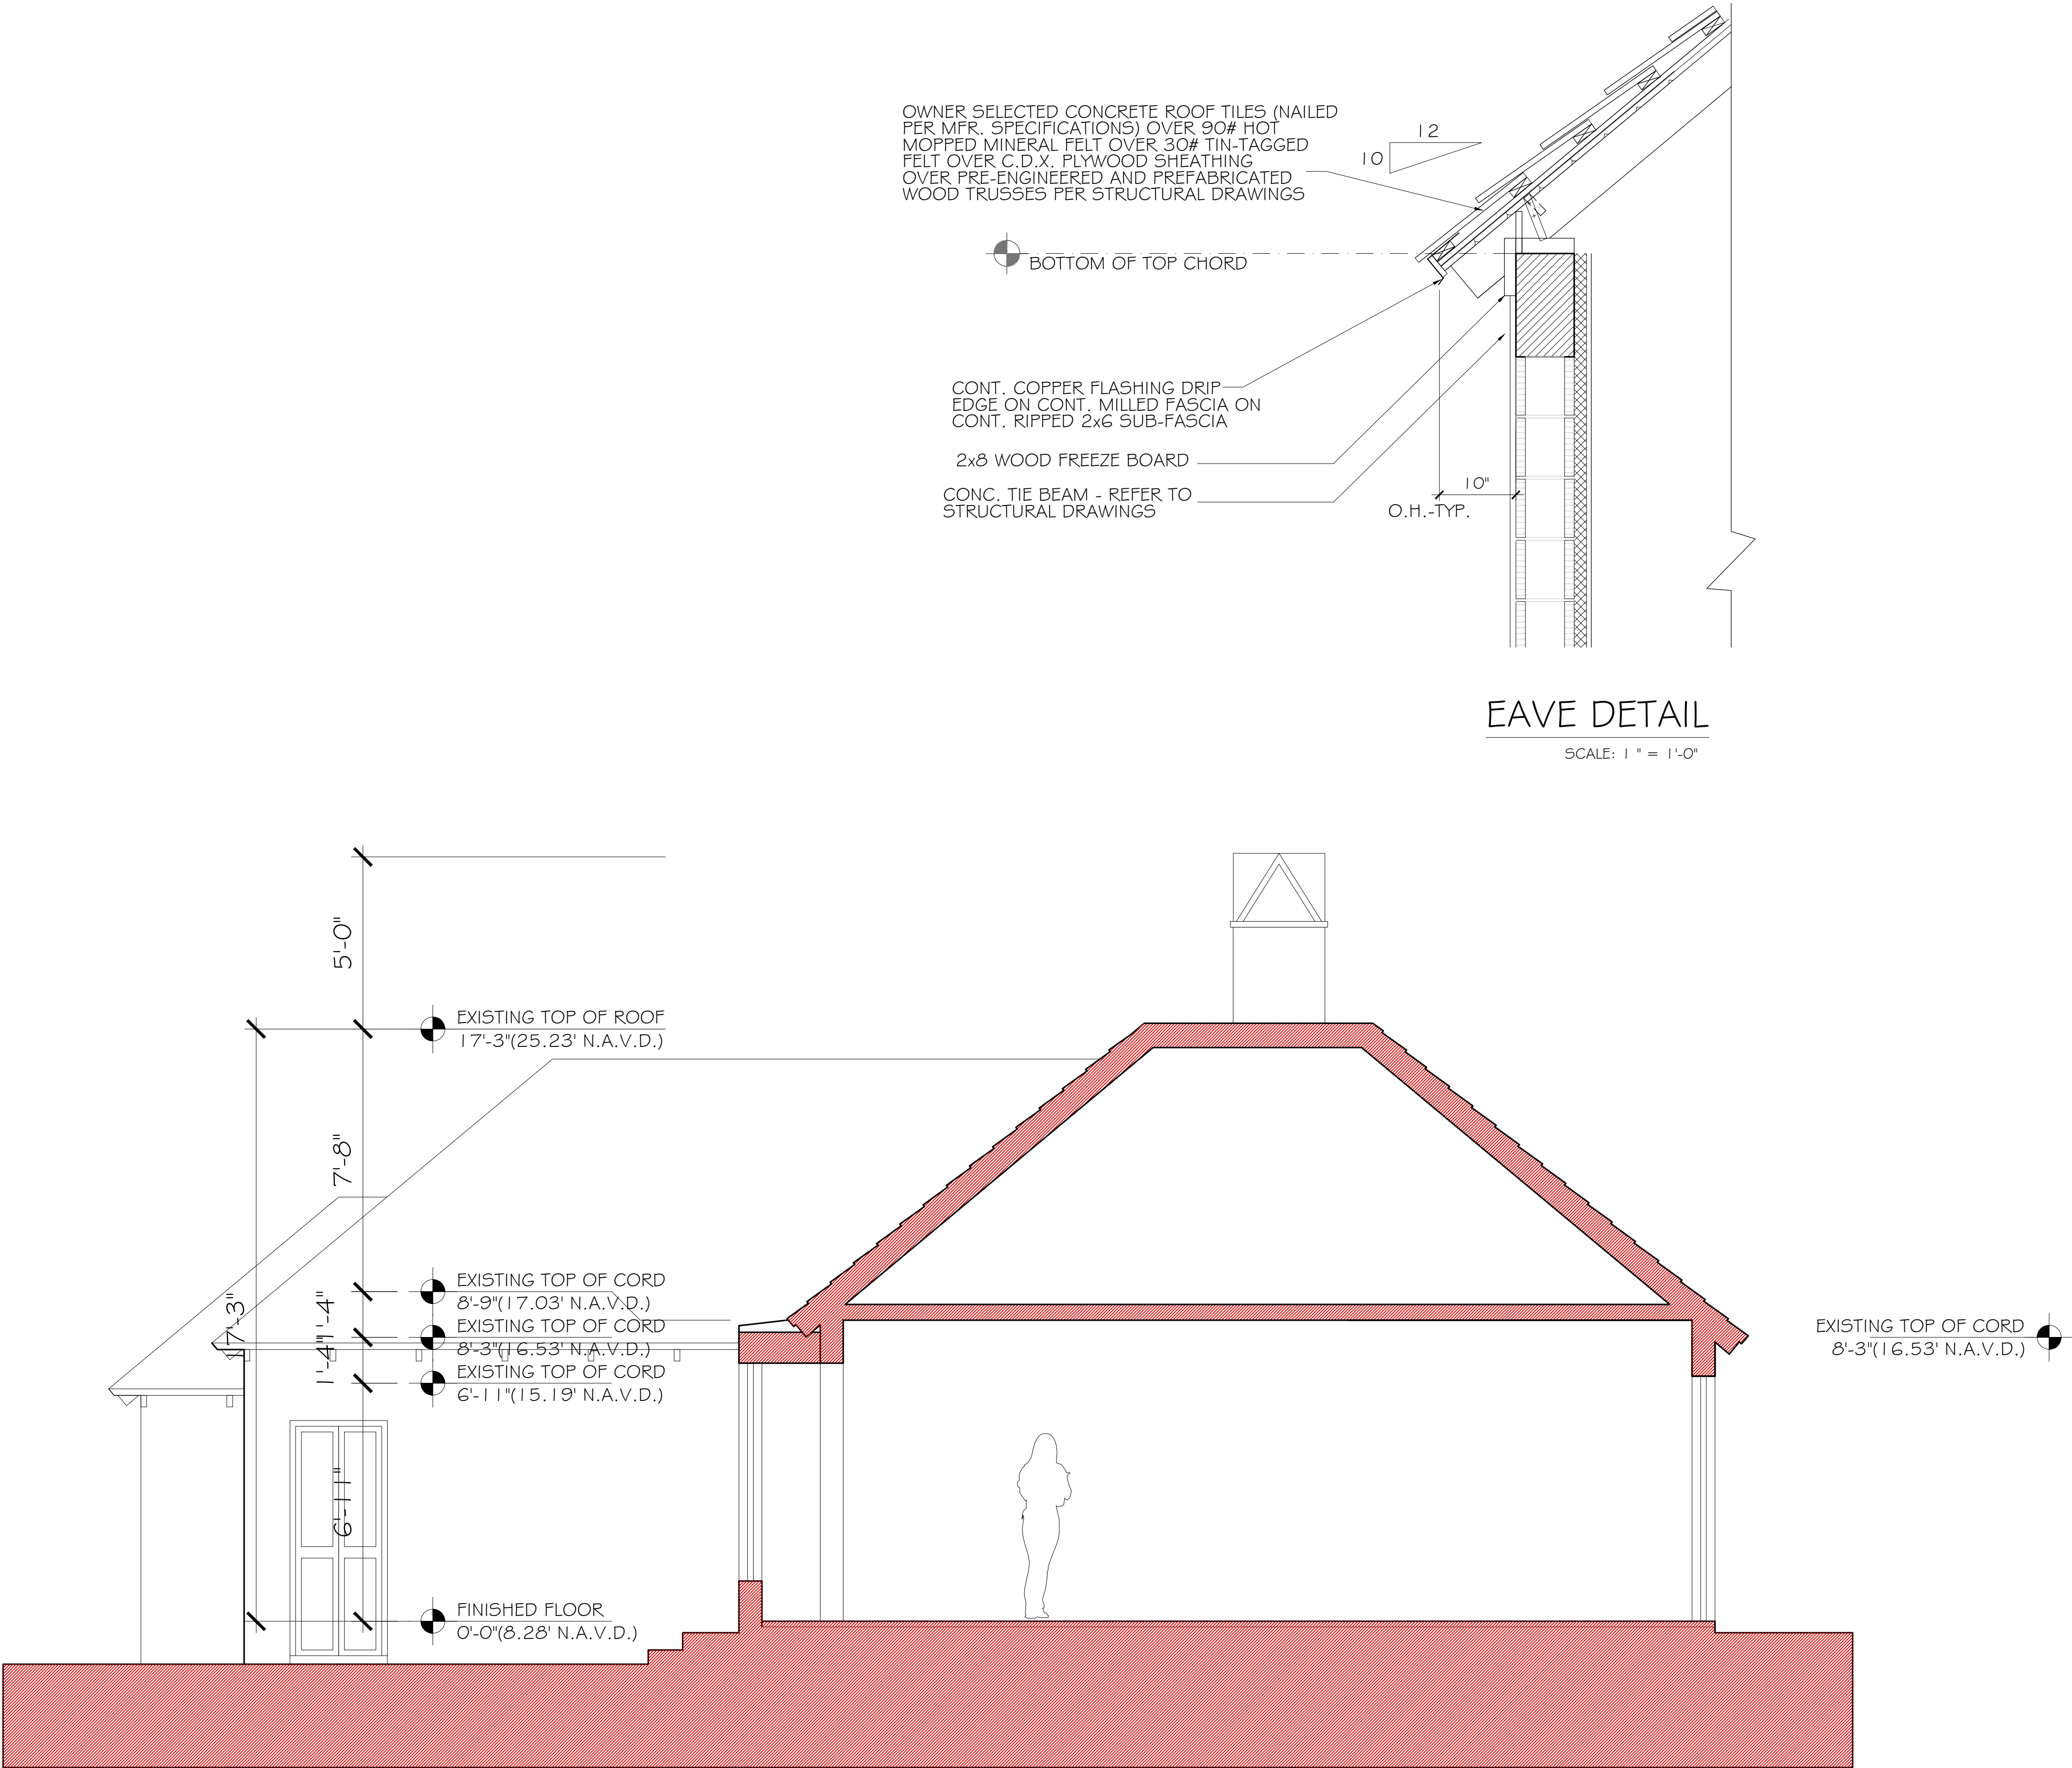 OWNER SELECTED CONCRETE ROOF TILES (NAILED
PER MFR. SPECIFICATIONS) OVER 90# HOT
MOPPED MINERAL FELT OVER 30# TIN-TAGGED
FELT OVER C.D.X. PLYWOOD SHEATHING
OVER PRE-ENGINEERED AND PREFABRICATED
WOOD TRUSSES PER STRUCTURAL DRAWINGS
12
10
BOTTOM OF TOP CHORD
CONT. COPPER FLASHING DRIP
EDGE ON CONT. MILLED FASCIA ON
CONT. RIPPED 2x6 SUB-FASCIA
2x8 WOOD FREEZE BOARD
CONC. TIE BEAM - REFER TO
STRUCTURAL DRAWINGS
10"
O.H.-TYP.
EAVE DETAIL
SCALE: 1 " = 1'-0"
5'-0"
EXISTING TOP OF ROOF
17'-3"(25.23' N.A.V.D.)
7'-8"
17'-3"
1'-4"
1'-4"
EXISTING TOP OF CORD
8'-9"(17.03' N.A.V.D.)
EXISTING TOP OF CORD
8'-3"(16.53' N.A.V.D.)
EXISTING TOP OF CORD
6'-11"(15.19' N.A.V.D.)
6'-11"
FINISHED FLOOR
0'-0"(8.28' N.A.V.D.)
EXISTING TOP OF CORD
8'-3"(16.53' N.A.V.D.)